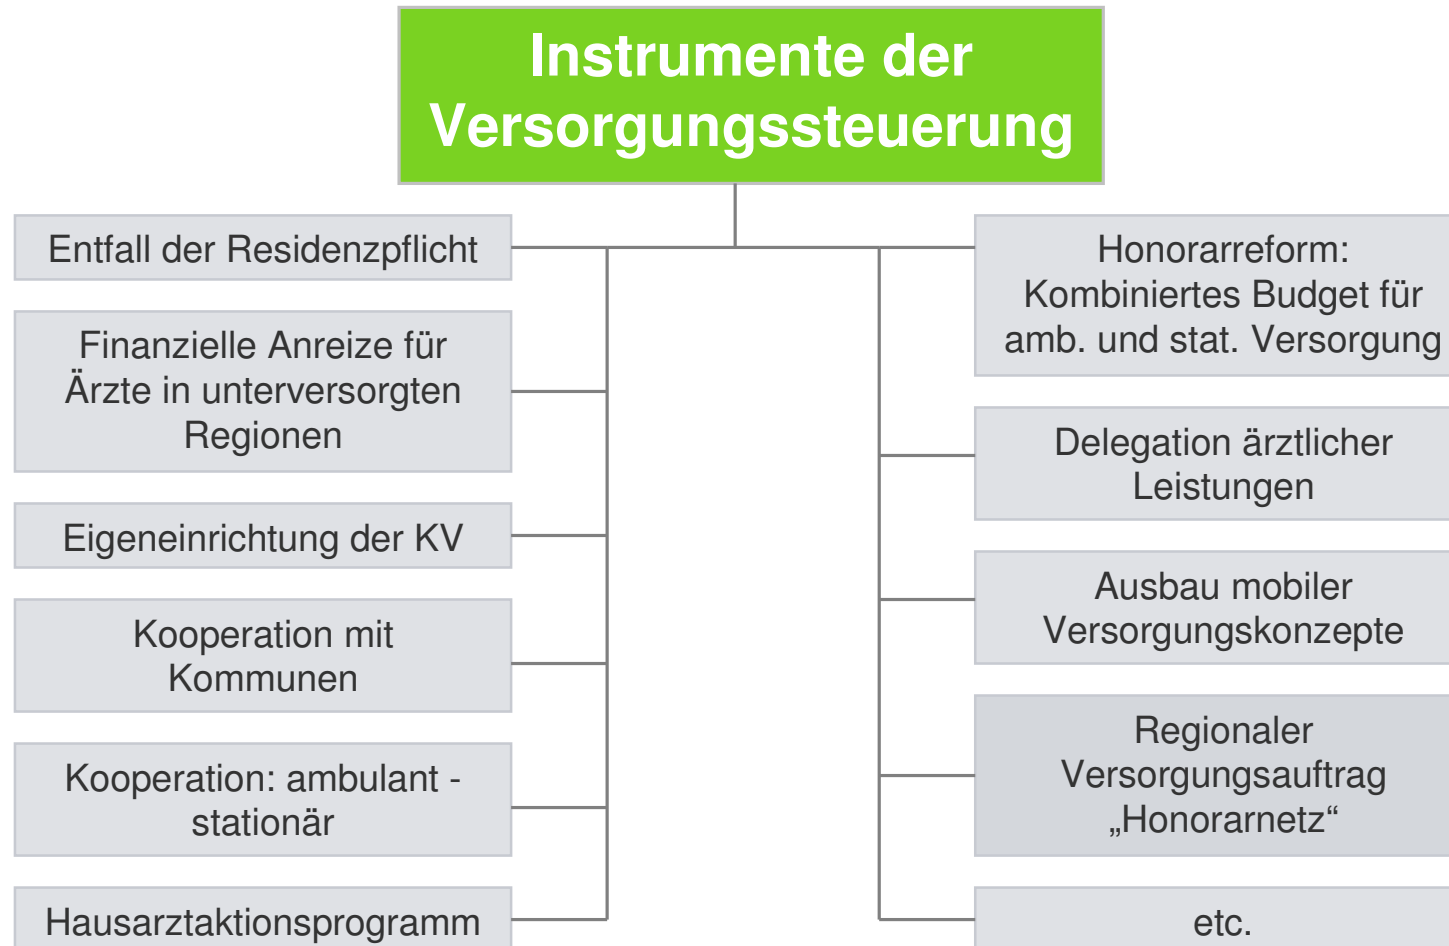 Instrumente der
Versorgungssteuerung
Entfall der Residenzpflicht
Finanzielle Anreize für
Ärzte in unterversorgten
Regionen
Eigeneinrichtung der KV
Kooperation mit
Kommunen
Kooperation: ambulant -
stationär
Hausarztaktionsprogramm
Honorarreform:
Kombiniertes Budget für
amb. und stat. Versorgung
Delegation ärztlicher
Leistungen
Ausbau mobiler
Versorgungskonzepte
Regionaler
Versorgungsauftrag
„Honorarnetz“
etc.